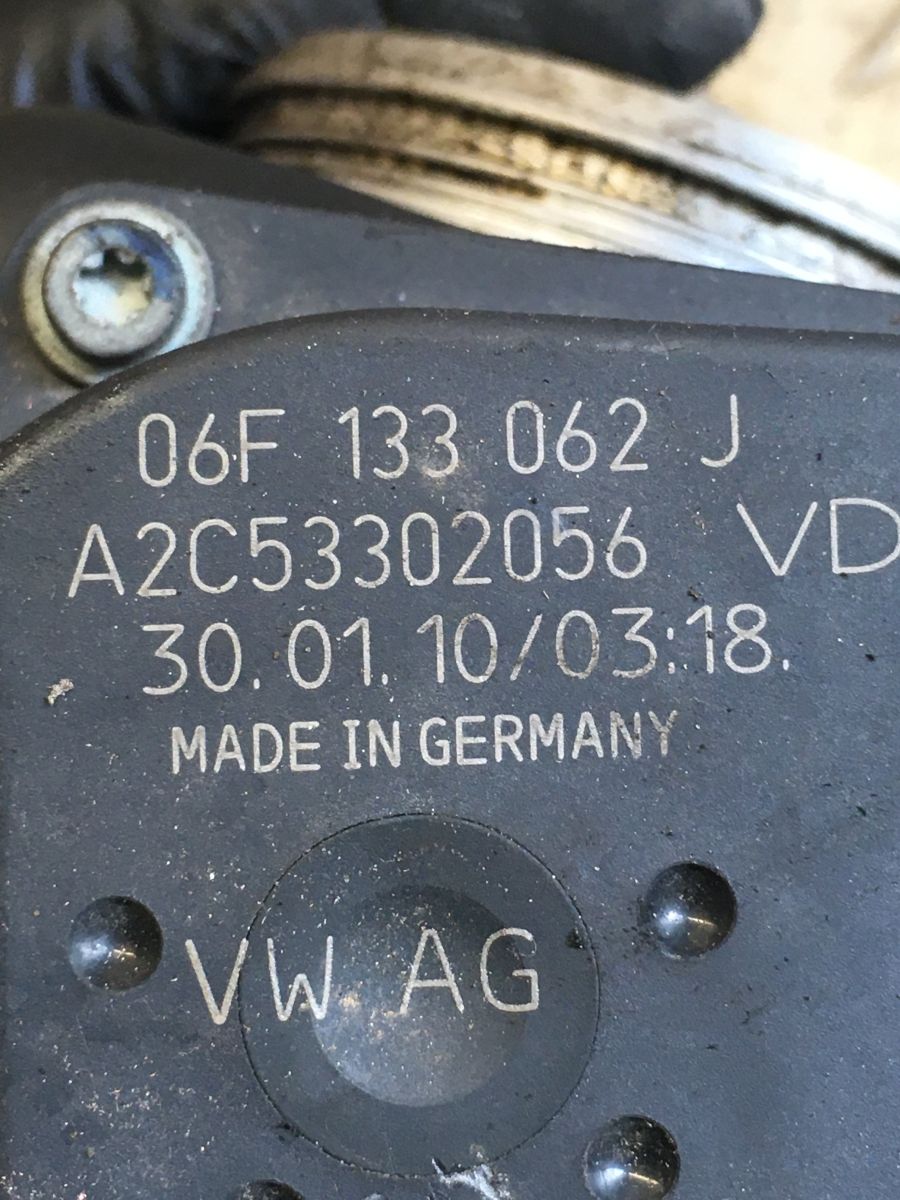 06F 133 062 J
A2C53302056 VD
30.01.10/03:18.
MADE IN GERMANY
VW AG